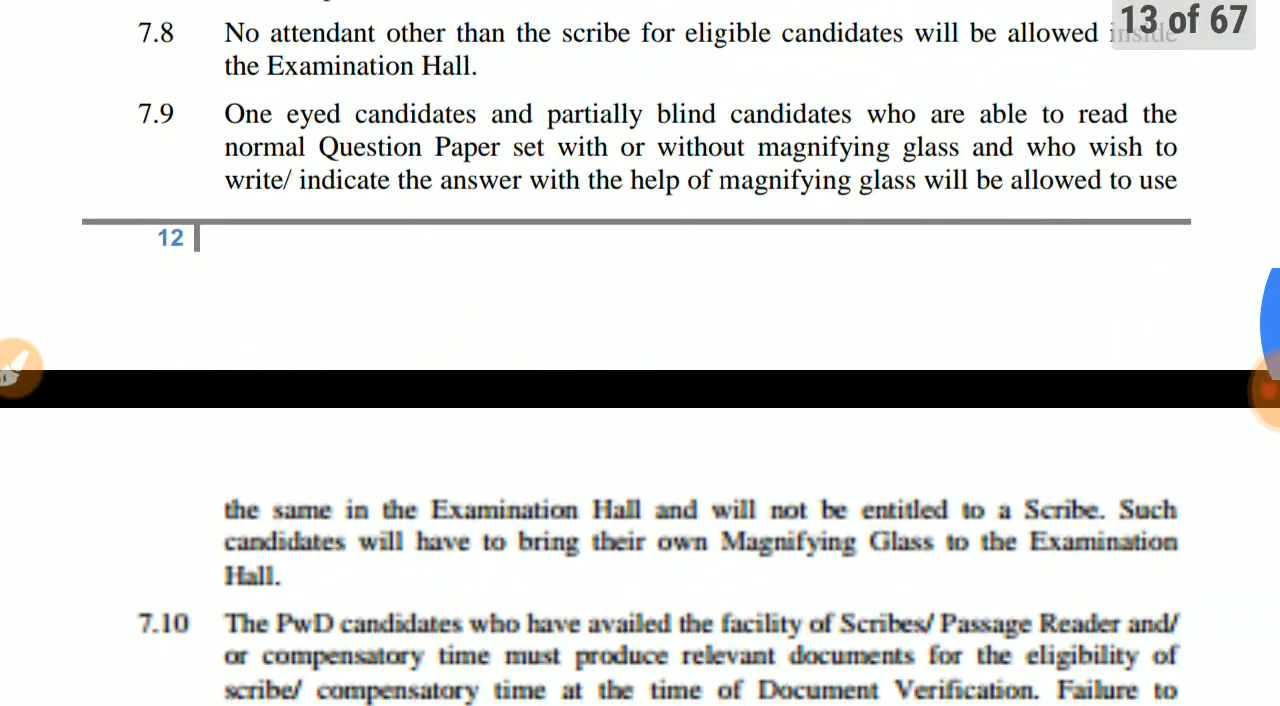 13 of 67
7.8 No attendant other than the scribe for eligible candidates will be allowed inside
the Examination Hall.
7.9 One eyed candidates and partially blind candidates who are able to read the
normal Question Paper set with or without magnifying glass and who wish to
write/ indicate the answer with the help of magnifying glass will be allowed to use
12
the same in the Examination Hall and will not be entitled to a Scribe. Such
candidates will have to bring their own Magnifying Glass to the Examination
Hall.
7.10 The PwD candidates who have availed the facility of Scribes/ Passage Reader and/
or compensatory time must produce relevant documents for the eligibility of
scribe/ compensatory time at the time of Document Verification. Failure to